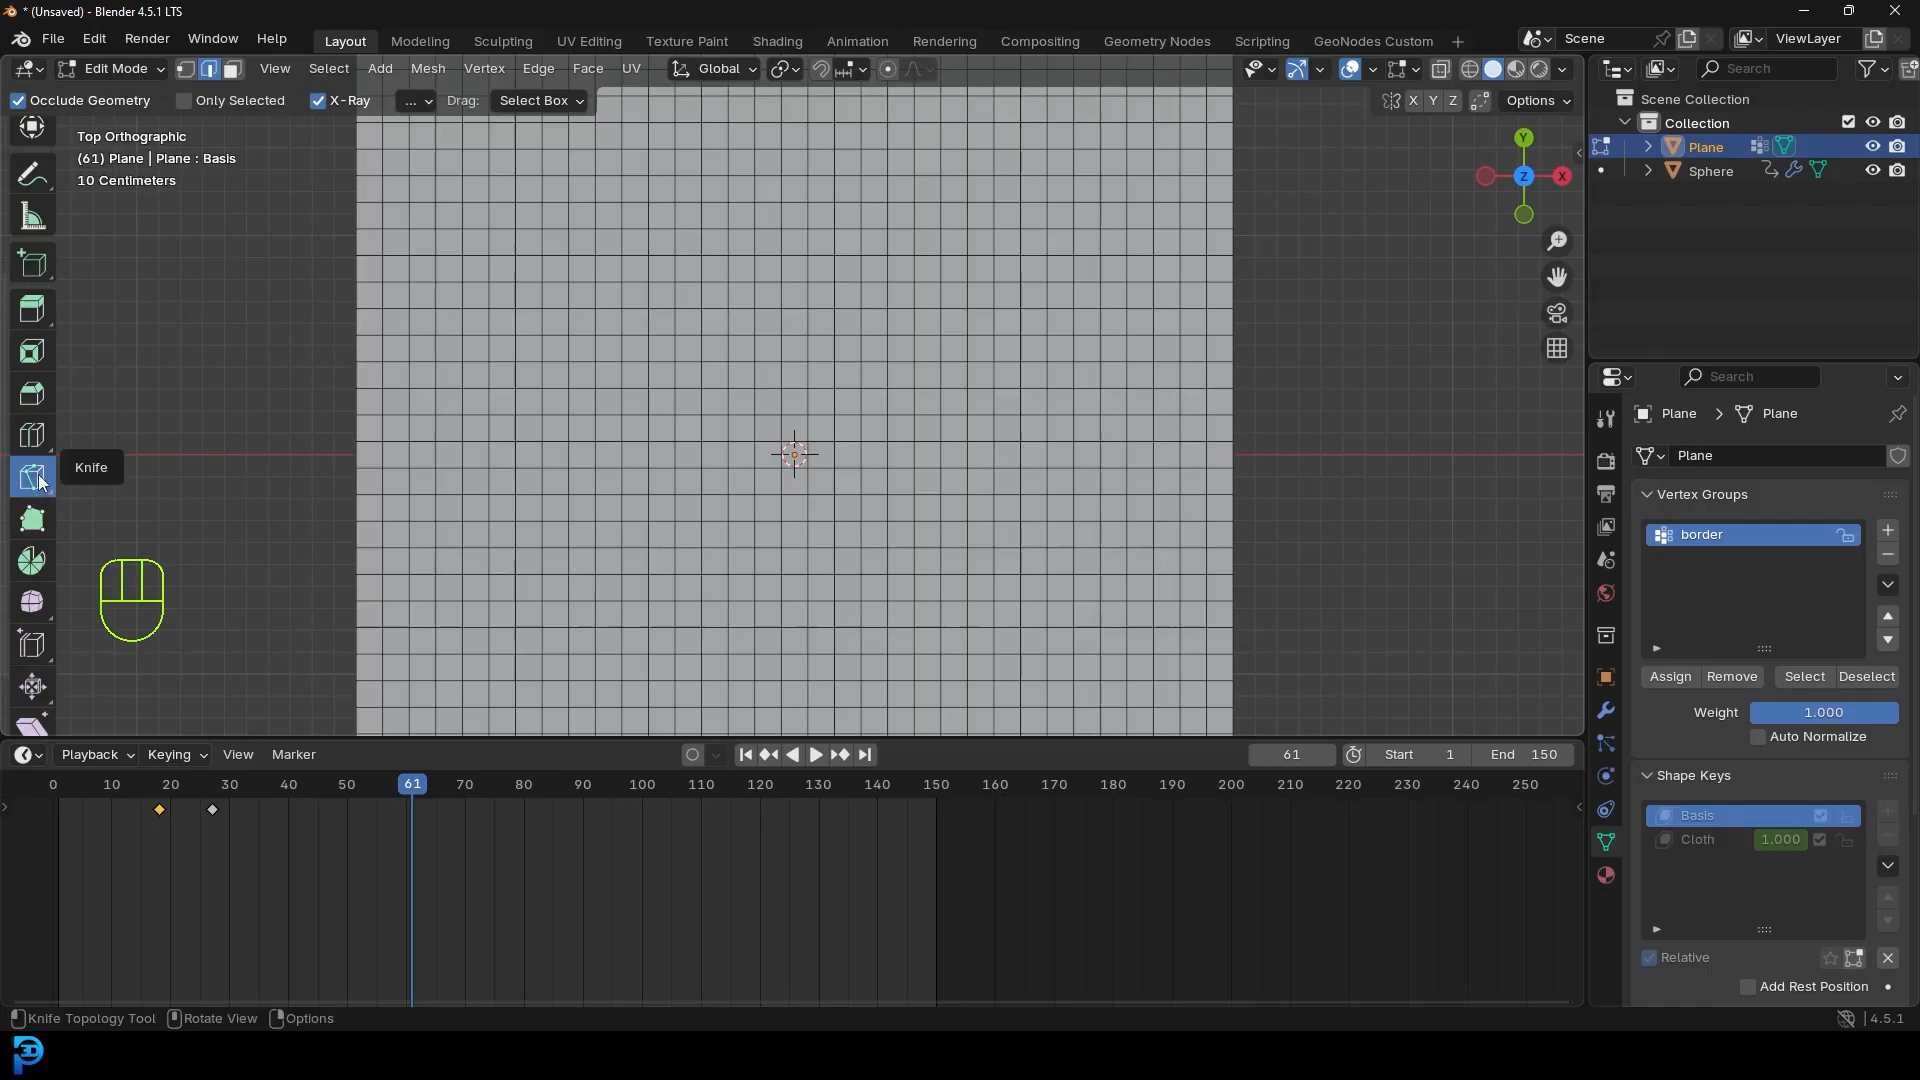 * (Unsaved) - Blender 4.5.1 LTS
File Edit Render Window Help Layout Modeling Sculpting UV Editing Texture Paint Shading Animation Rendering Compositing Geometry Nodes Scripting GeoNodes Custom + Scene ViewLayer
Edit Mode View Select Add Mesh Vertex Edge Face UV Global Search
Occlude Geometry Only Selected X-Ray ... Drag: Select Box X Y Z Options
Scene Collection
Collection
Plane
Sphere
Top Orthographic
(61) Plane | Plane : Basis
10 Centimeters
Y
Z X
Search
Plane > Plane
Plane
Knife
Vertex Groups
border
Assign Remove Select Deselect
Weight 1.000
Auto Normalize
Shape Keys
Basis
Cloth 1.000
Relative
Add Rest Position
Playback Keying View Marker 61 Start 1 End 150
0 10 20 30 40 50 61 70 80 90 100 110 120 130 140 150 160 170 180 190 200 210 220 230 240 250
Knife Topology Tool Rotate View Options 4.5.1